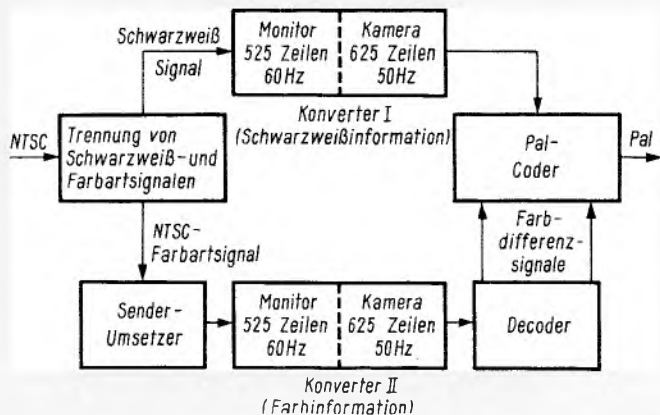 Schwarzweiß
Signal
Monitor
525 Zeilen
60Hz
Kamera
625 Zeilen
50Hz
Konverter I
(Schwarzweißinformation)
NTSC
Trennung von
Schwarzweiß-und
Farbartsignalen
Pal-
Coder
Pal
NTSC-
Farbartsignal
Farb-
differenz-
signale
Sender-
Umsetzer
Monitor
525 Zeilen
60Hz
Kamera
625 Zeilen
50Hz
Decoder
Konverter II
(Farbinformation)